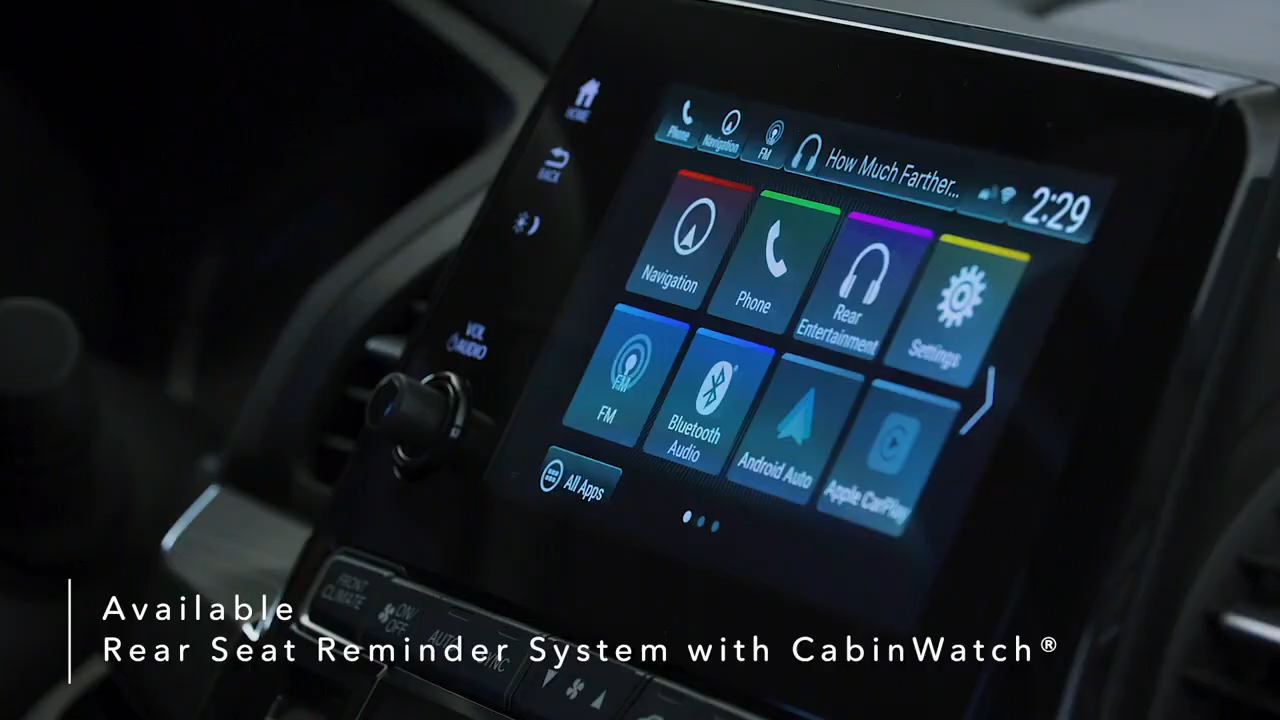 HOME
BACK
VOL
AUDIO
Phone
Navigation
FM
How Much Farther...
2:29
Navigation
Phone
Rear
Entertainment
Settings
FM
FM
Bluetooth
Audio
Android Auto
Apple CarPlay
All Apps
FRONT
CLIMATE
ON/
OFF
AUTO
SYNC
Available
Rear Seat Reminder System with CabinWatch®